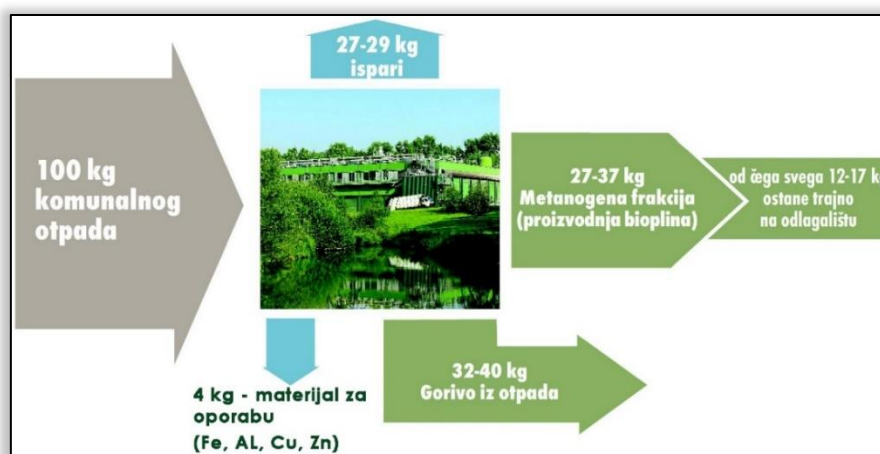 27-29 kg
ispari
100 kg
komunalnog
otpada
27-37 kg
Metanogena frakcija
(proizvodnja bioplina)
od čega svega 12-17 k
ostane trajno
na odlagalištu
32-40 kg
Gorivo iz otpada
4 kg - materijal za
oporabu
(Fe, AL, Cu, Zn)